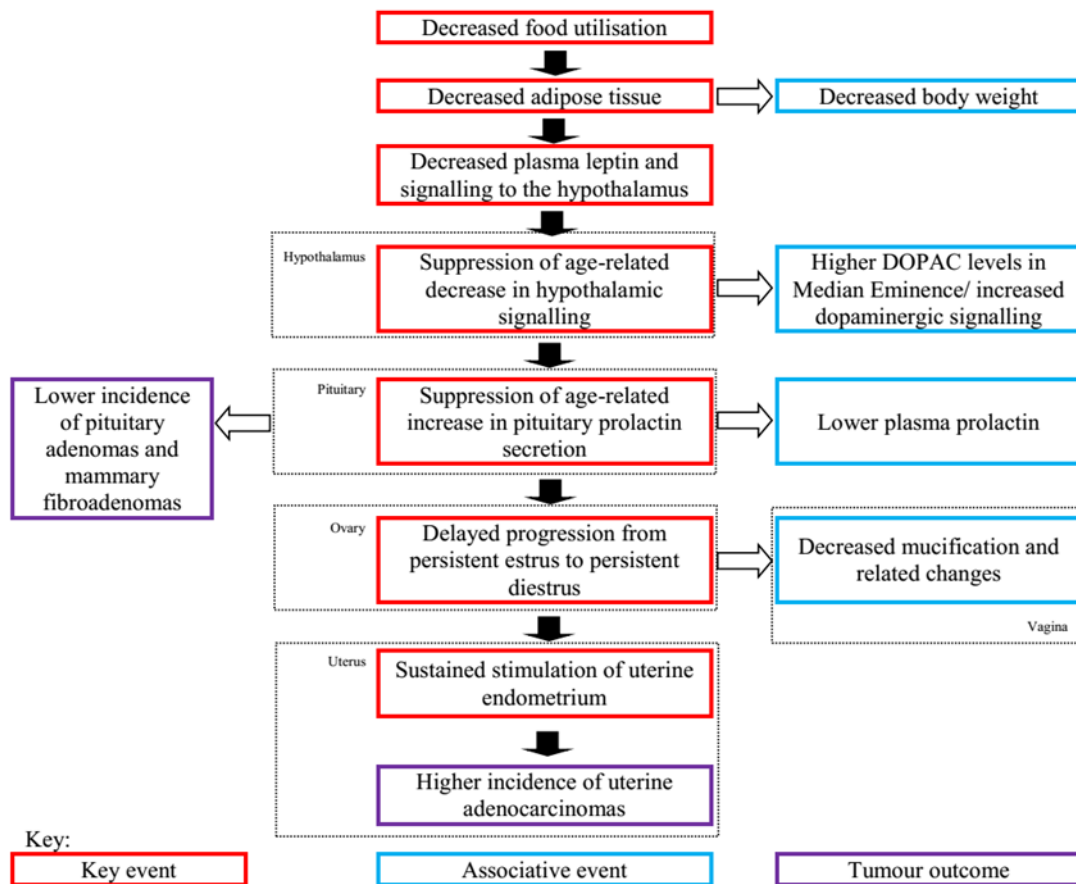 Decreased food utilisation
Decreased adipose tissue
Decreased body weight
Decreased plasma leptin and
signalling to the hypothalamus
Hypothalamus
Suppression of age-related
decrease in hypothalamic
signalling
Higher DOPAC levels in
Median Eminence/ increased
dopaminergic signalling
Lower incidence
of pituitary
adenomas and
mammary
fibroadenomas
Pituitary
Suppression of age-related
increase in pituitary prolactin
secretion
Lower plasma prolactin
Ovary
Delayed progression from
persistent estrus to persistent
diestrus
Decreased mucification and
related changes
Vagina
Uterus
Sustained stimulation of uterine
endometrium
Higher incidence of uterine
adenocarcinomas
Key:
Key event
Associative event
Tumour outcome